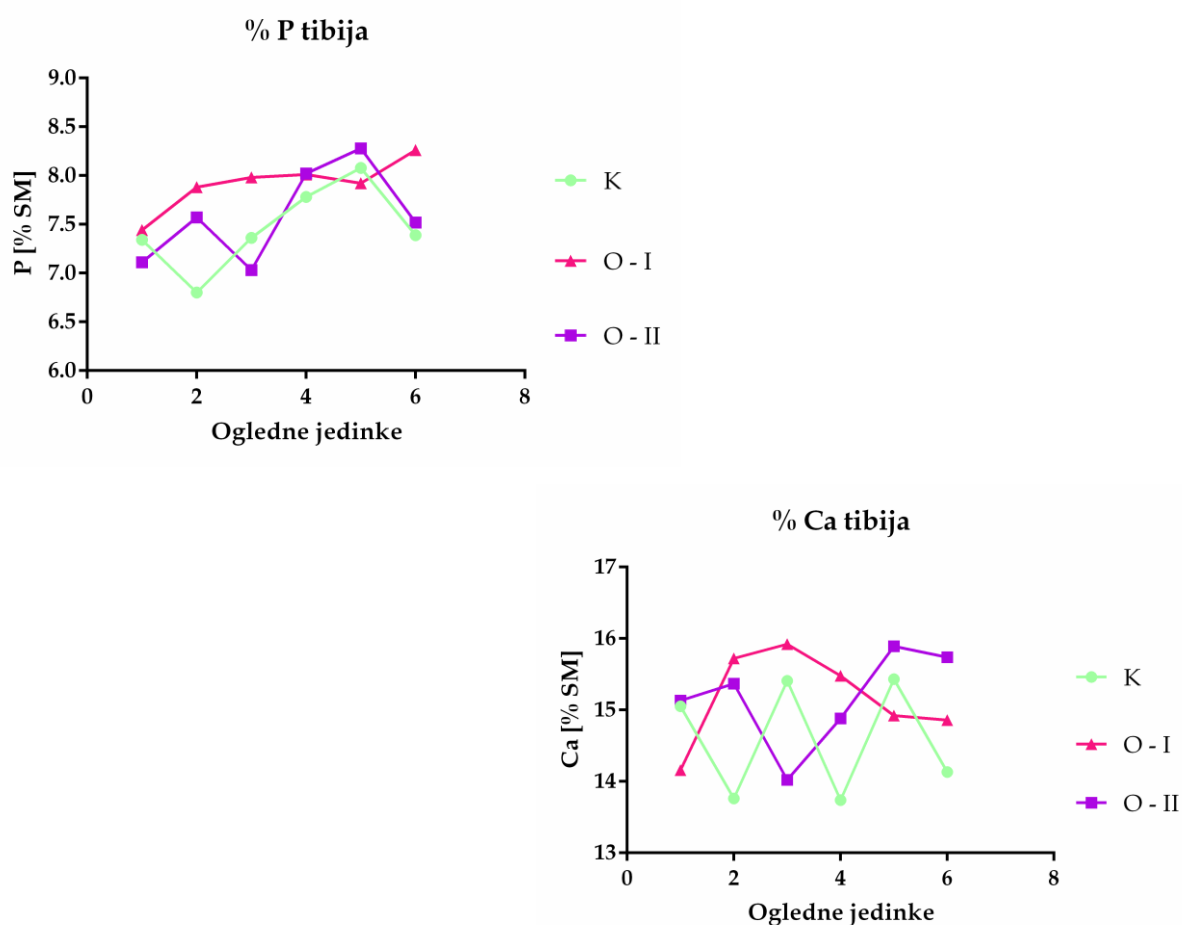 % P tibija
9.0
8.5
8.0
7.5
7.0
6.5
6.0
P [% SM]
0 2 4 6 8
Ogledne jedinke
K
O - I
O - II
% Ca tibija
17
16
15
14
13
Ca [% SM]
0 2 4 6 8
Ogledne jedinke
K
O - I
O - II